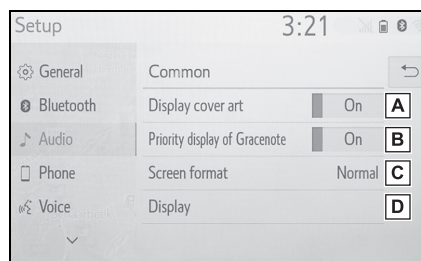 Setup
3:21
General
Common
Bluetooth
Display cover art
On
A
Audio
Priority display of Gracenote
On
B
Phone
Screen format
Normal
C
Voice
Display
D